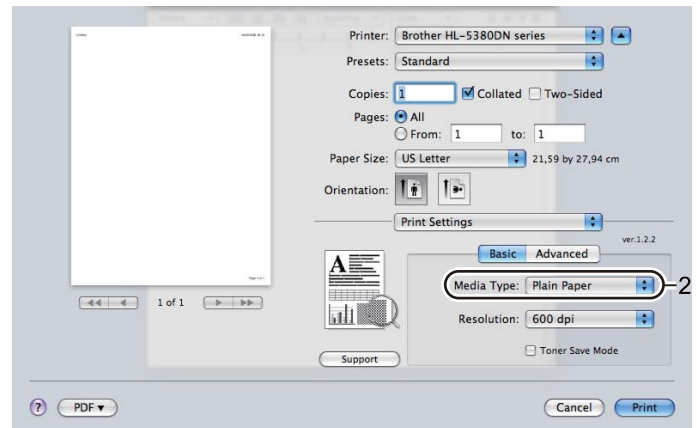 Printer: Brother HL-5380DN series
Presets: Standard
Copies: 1 Collated Two-Sided
Pages: All
From: 1 to: 1
Paper Size: US Letter 21,59 by 27,94 cm
Orientation:
Print Settings
ver.1.2.2
Basic Advanced
Media Type: Plain Paper 2
Resolution: 600 dpi
Toner Save Mode
Support
1 of 1
? PDF Cancel Print